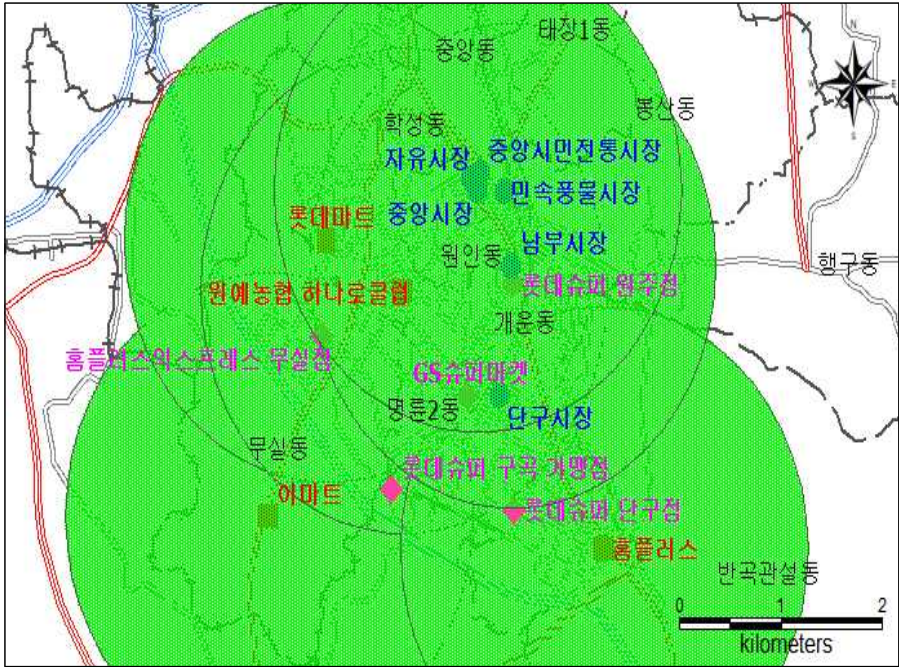 태장1동
중앙동
봉산동
N
W E
S
학성동
자유시장
중앙시민전통시장
민속풍물시장
중앙시장
롯데마트
남부시장
원인동
행구동
롯데슈퍼 원주점
원예농협 하나로클럽
개운동
홈플러스익스프레스 무실점
GS슈퍼마켓
명륜2동
단구시장
무실동
롯데슈퍼 구곡 가맹점
이마트
롯데슈퍼 단구점
홈플러스
반곡관설동
0 1 2
kilometers